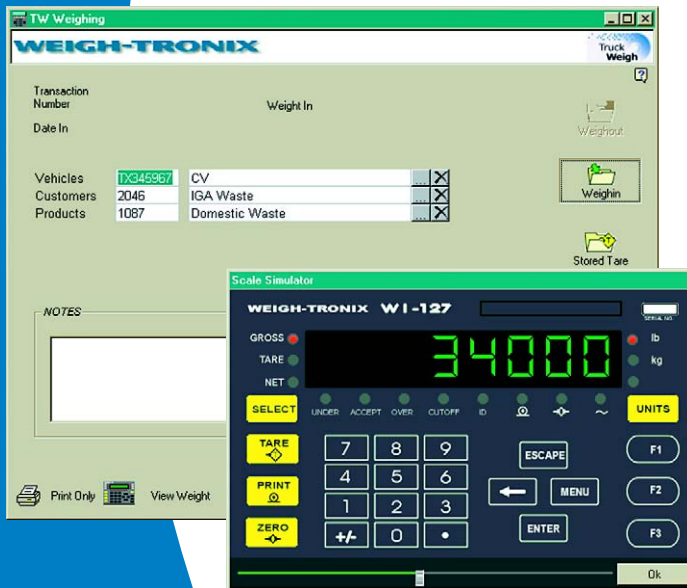 TW Weighing
WEIGH-TRONIX
Truck
Weigh
Transaction
Number
Weight In
Date In
Weighout
Vehicles TX345967 CV ...
Customers 2046 IGA Waste ...
Products 1087 Domestic Waste ...
Weighin
Stored Tare
NOTES
Print Only View Weight
Scale Simulator
WEIGH-TRONIX WI-127
SERIAL NO.
GROSS 34000 lb
TARE kg
NET
SELECT UNDER ACCEPT OVER CUTOFF ID UNITS
TARE 7 8 9 ESCAPE F1
PRINT 4 5 6 MENU F2
1 2 3
ZERO +/- 0 • ENTER F3
Ok